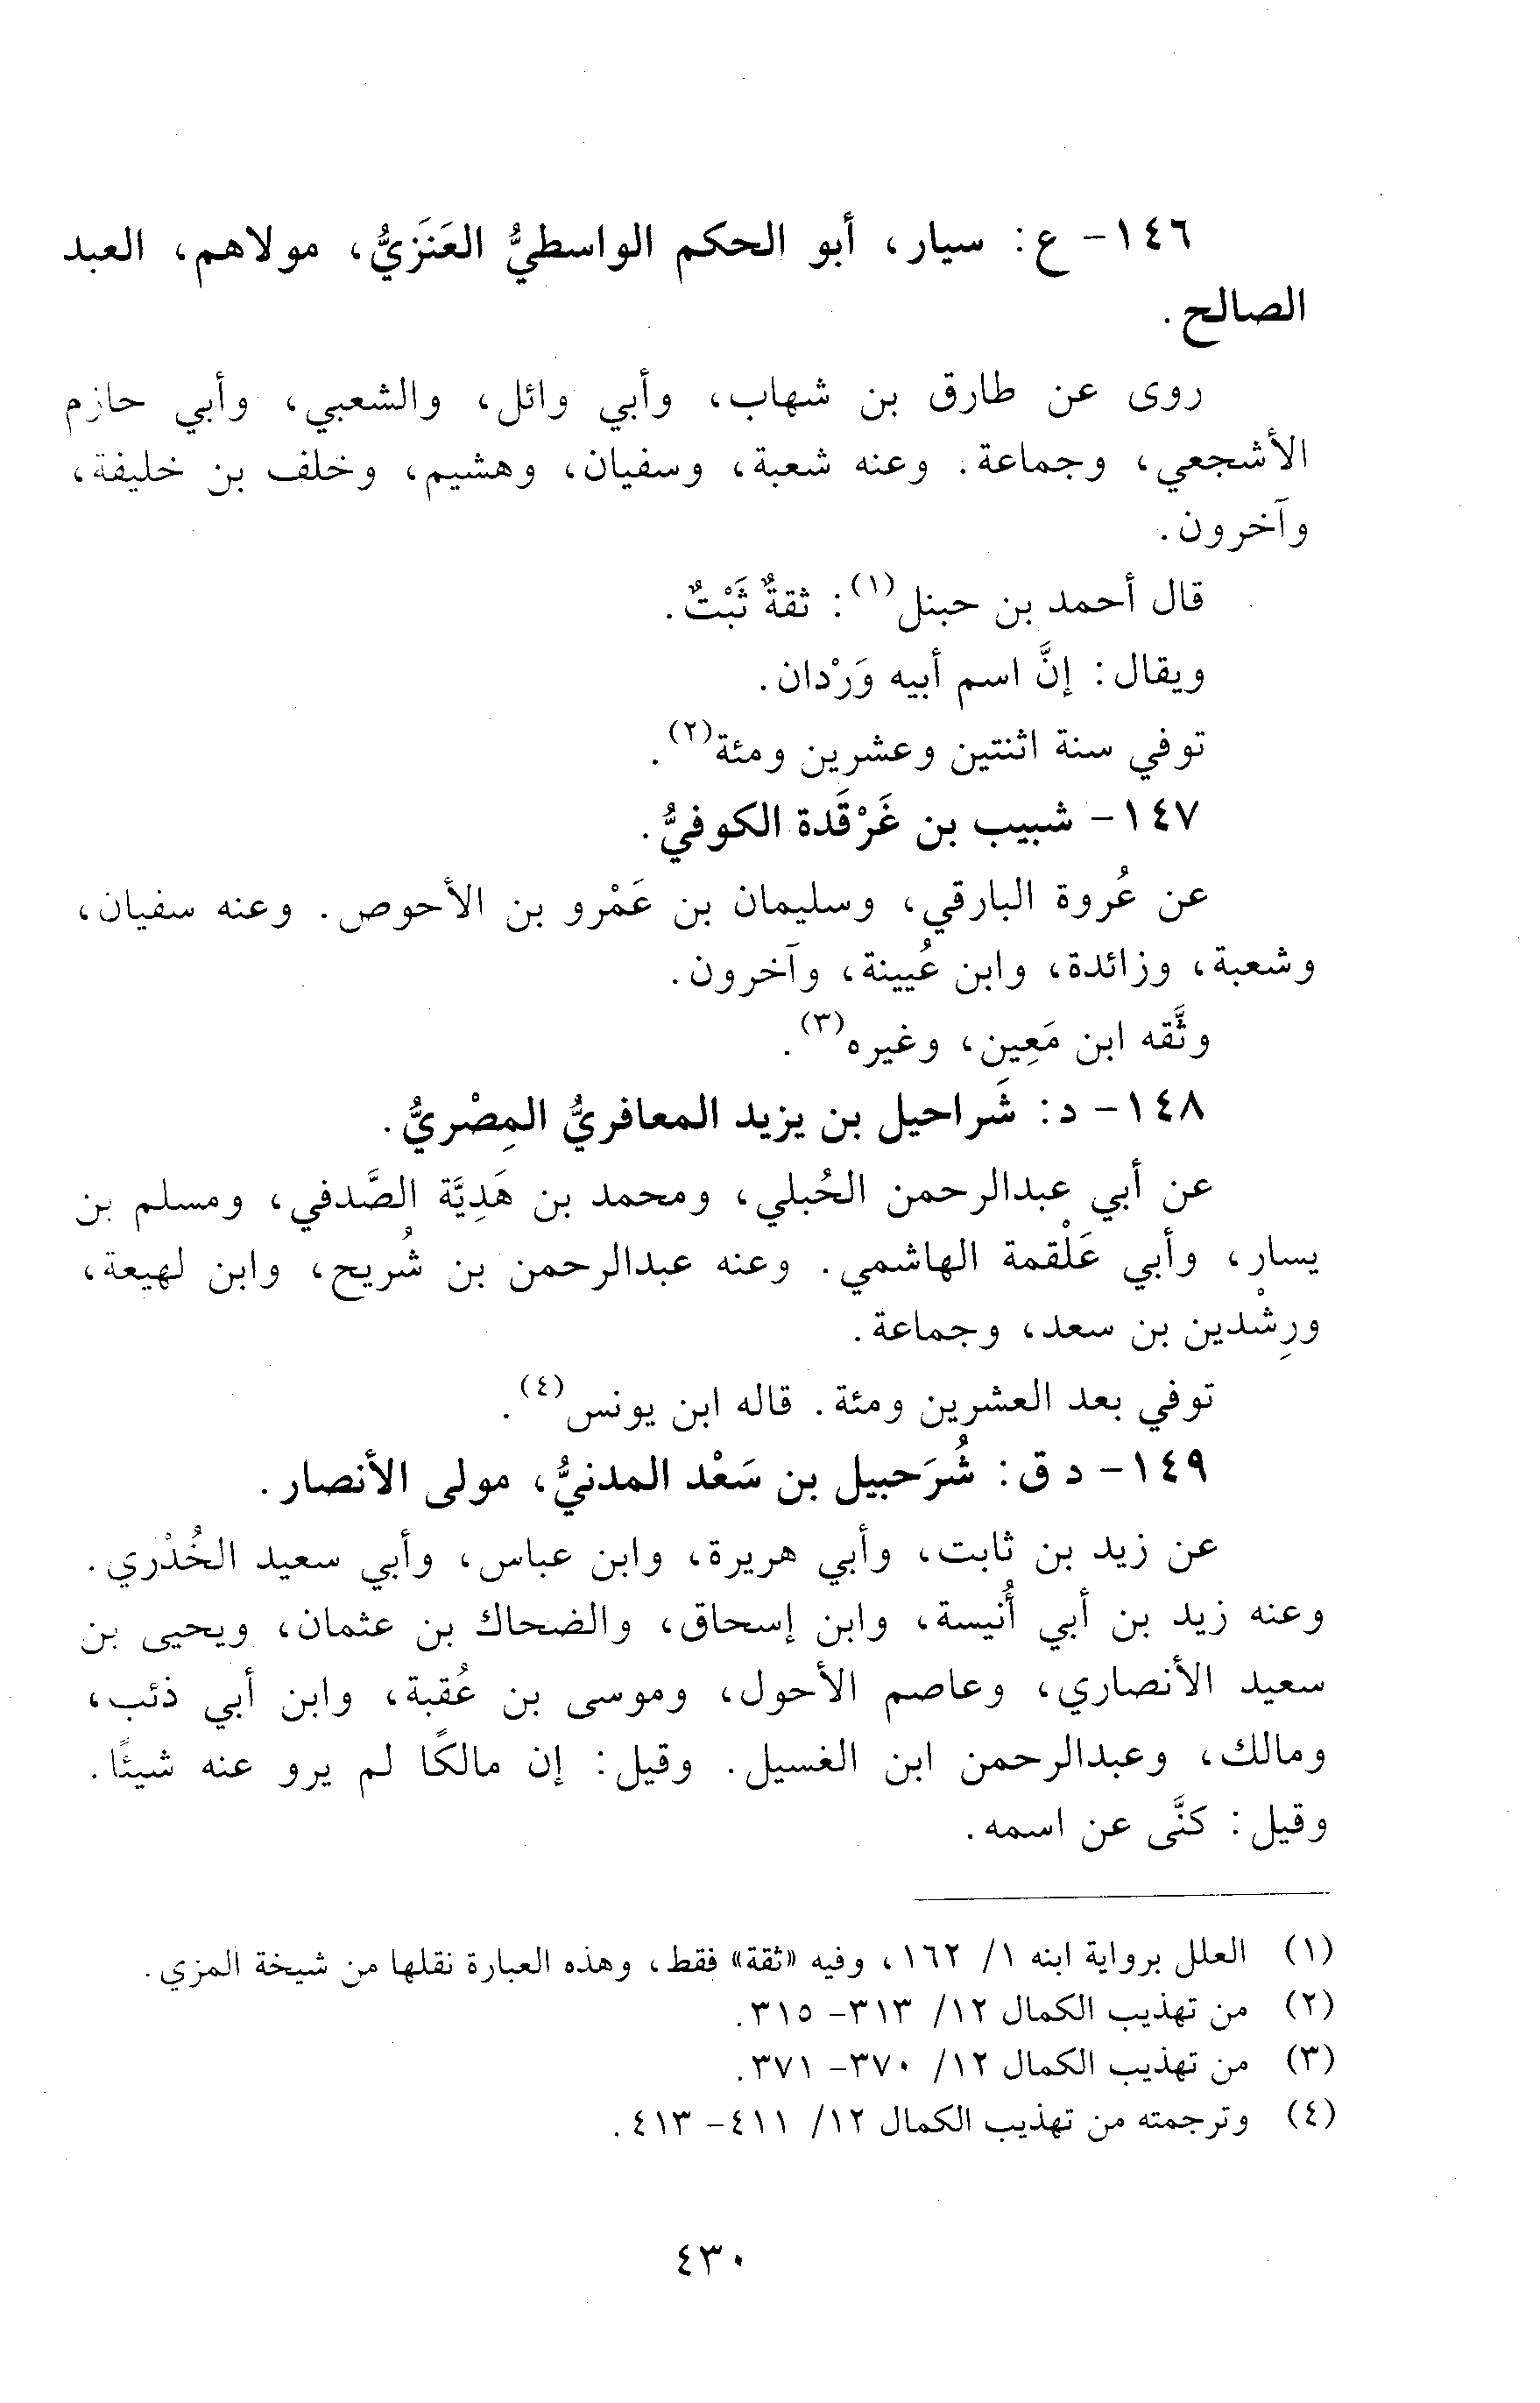 ١٤٦- ع: سيار، أبو الحكم الواسطيُّ العَنَزيُّ، مولاهم، العبد
الصالح.
روى عن طارق بن شهاب، وأبي وائل، والشعبي، وأبي حازم
الأشجعي، وجماعة. وعنه شعبة، وسفيان، وهشيم، وخلف بن خليفة،
وآخرون.
قال أحمد بن حبنل(١): ثقةٌ ثَبْتٌ.
ويقال: إنَّ اسم أبيه وَرْدان.
توفي سنة اثنتين وعشرين ومئة(٢).
١٤٧- شبيب بن غَرْقَدة الكوفيُّ.
عن عُروة البارقي، وسليمان بن عَمْرو بن الأحوص. وعنه سفيان،
وشعبة، وزائدة، وابن عُيينة، وآخرون.
وثَّقه ابن مَعِين، وغيره(٣).
١٤٨- د: شَراحيل بن يزيد المعافريُّ المِصْريُّ.
عن أبي عبدالرحمن الحُبلي، ومحمد بن هَدِيَّة الصَّدفي، ومسلم بن
يسار، وأبي عَلْقمة الهاشمي. وعنه عبدالرحمن بن شُريح، وابن لهيعة،
ورِشْدين بن سعد، وجماعة.
توفي بعد العشرين ومئة. قاله ابن يونس(٤).
١٤٩- د ق: شُرَحبيل بن سَعْد المدنيُّ، مولى الأنصار.
عن زيد بن ثابت، وأبي هريرة، وابن عباس، وأبي سعيد الخُدْري.
وعنه زيد بن أبي أُنيسة، وابن إسحاق، والضحاك بن عثمان، ويحيى بن
سعيد الأنصاري، وعاصم الأحول، وموسى بن عُقبة، وابن أبي ذئب،
ومالك، وعبدالرحمن ابن الغسيل. وقيل: إن مالكًا لم يرو عنه شيئًا.
وقيل: كنَّى عن اسمه.
(١) العلل برواية ابنه ١/ ١٦٢، وفيه «ثقة» فقط، وهذه العبارة نقلها من شيخة المزي.
(٢) من تهذيب الكمال ١٢/ ٣١٣- ٣١٥.
(٣) من تهذيب الكمال ١٢/ ٣٧٠- ٣٧١.
(٤) وترجمته من تهذيب الكمال ١٢/ ٤١١- ٤١٣.
٤٣٠